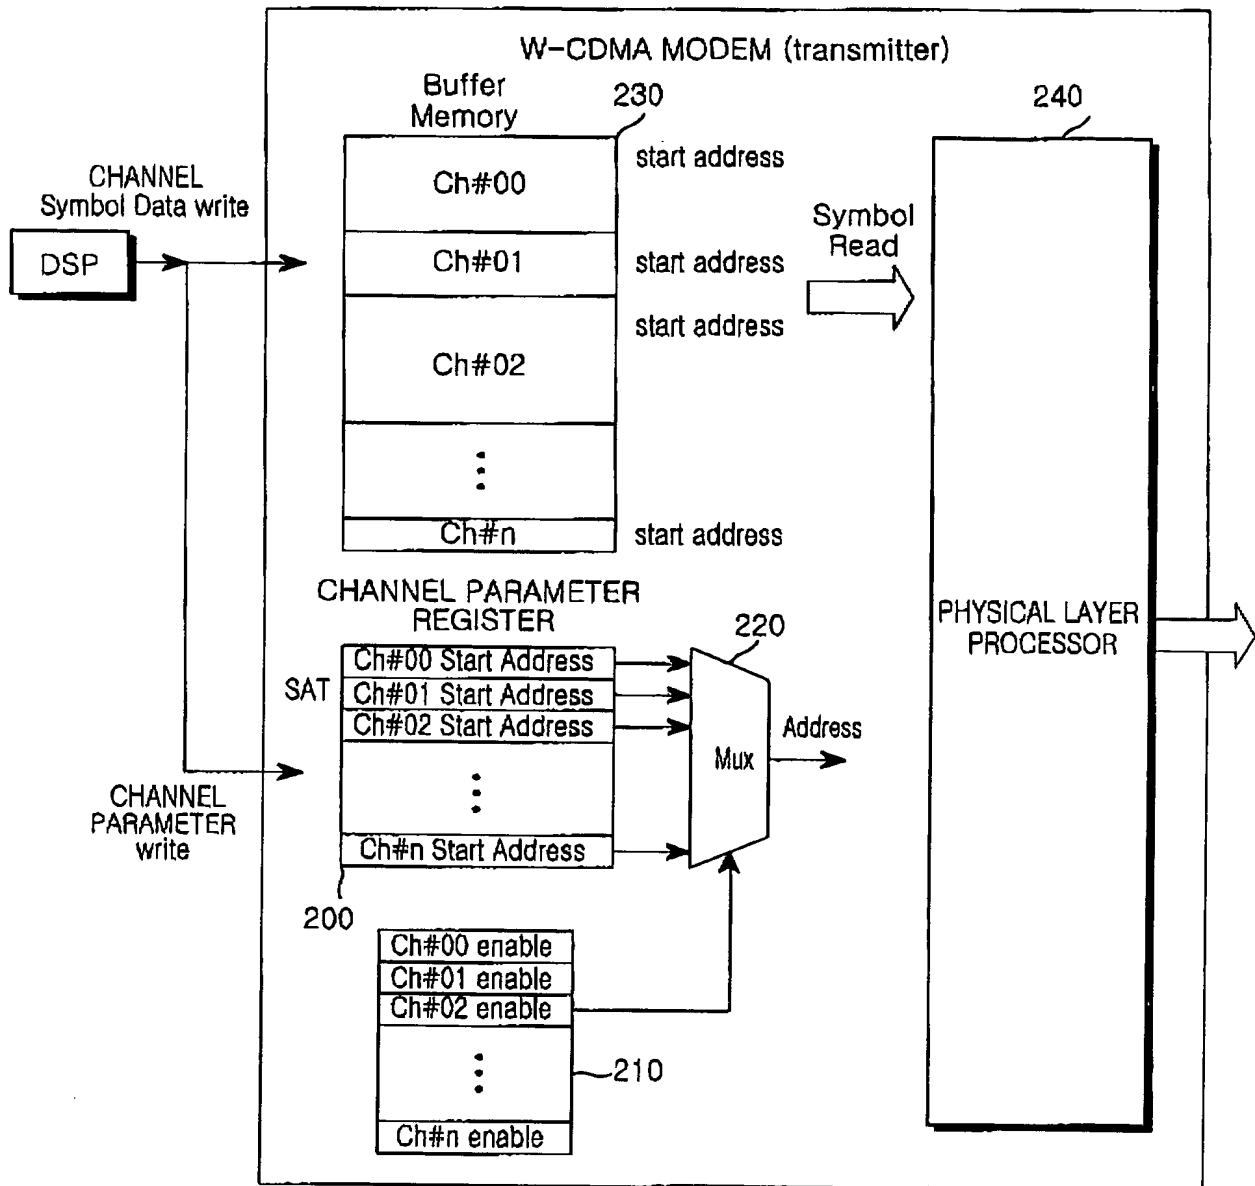 W-CDMA MODEM (transmitter)
Buffer
Memory
230
240
Ch#00
start address
CHANNEL
Symbol Data write
DSP
Ch#01
start address
Symbol
Read
start address
Ch#02
Ch#n
start address
CHANNEL PARAMETER
REGISTER
220
PHYSICAL LAYER
PROCESSOR
SAT
Ch#00 Start Address
Ch#01 Start Address
Ch#02 Start Address
Mux
Address
CHANNEL
PARAMETER
write
Ch#n Start Address
200
Ch#00 enable
Ch#01 enable
Ch#02 enable
210
Ch#n enable